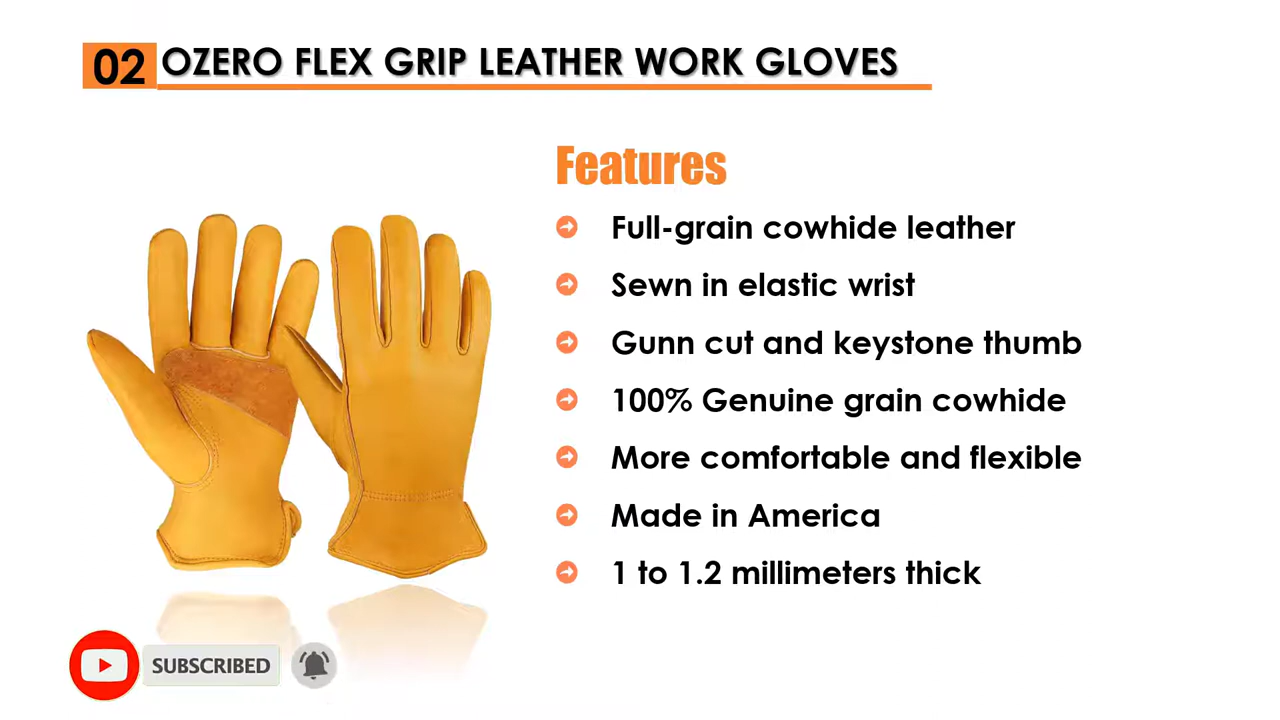 02 OZERO FLEX GRIP LEATHER WORK GLOVES
Features
Full-grain cowhide leather
Sewn in elastic wrist
Gunn cut and keystone thumb
100% Genuine grain cowhide
More comfortable and flexible
Made in America
1 to 1.2 millimeters thick
SUBSCRIBED